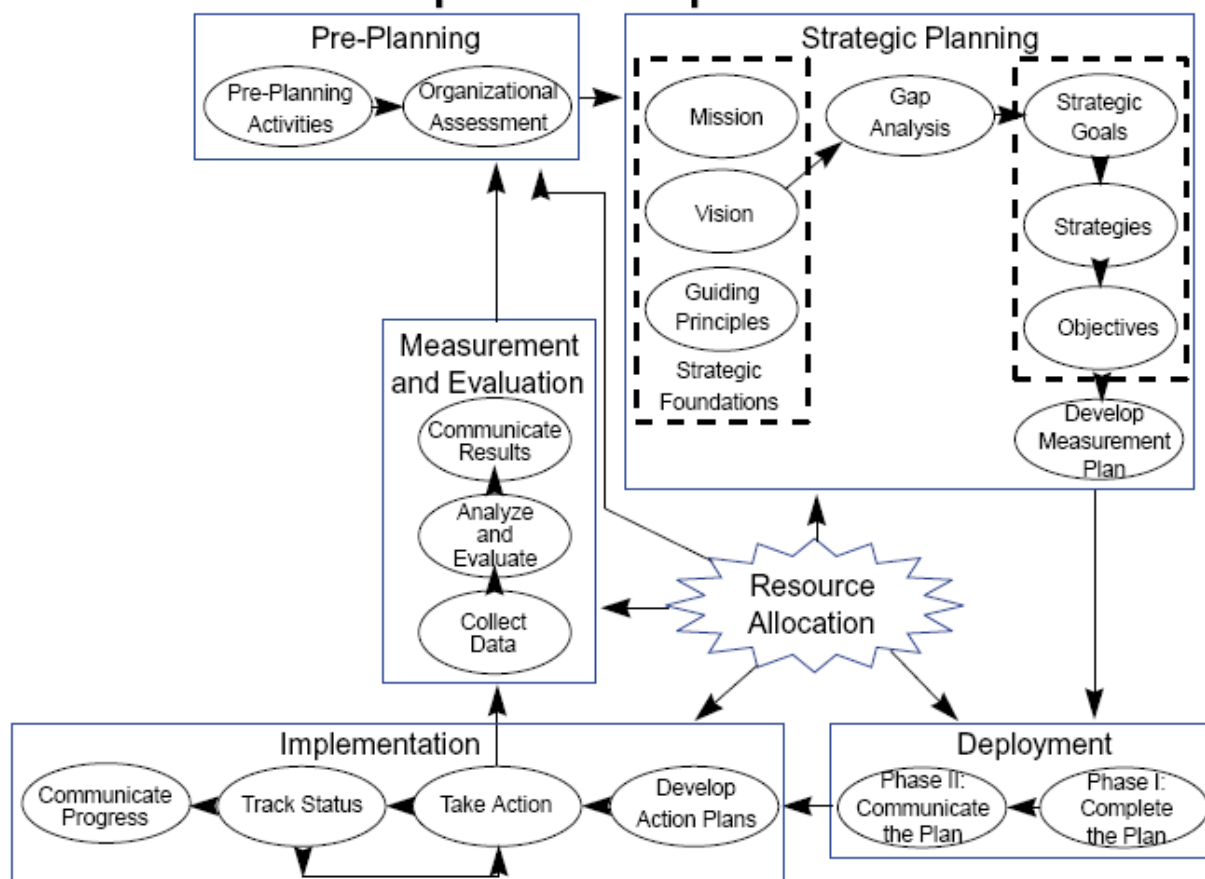 Pre-Planning
Pre-Planning
Activities
Organizational
Assessment
Strategic Planning
Mission
Vision
Guiding
Principles
Strategic
Foundations
Gap
Analysis
Strategic
Goals
Strategies
Objectives
Develop
Measurement
Plan
Measurement
and Evaluation
Communicate
Results
Analyze
and
Evaluate
Collect
Data
Resource
Allocation
Implementation
Communicate
Progress
Track Status
Take Action
Develop
Action Plans
Deployment
Phase II:
Communicate
the Plan
Phase I:
Complete
the Plan